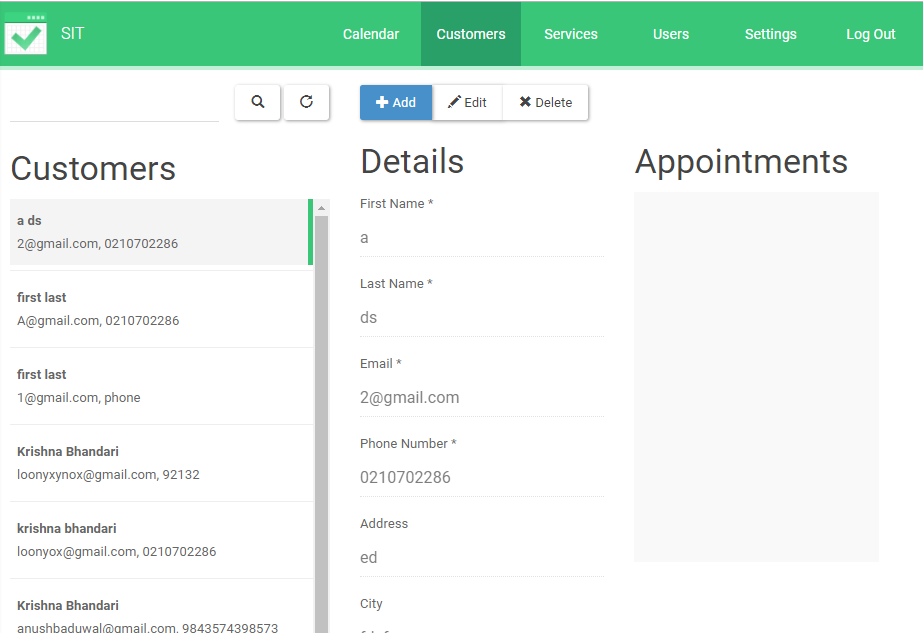 SIT
Calendar
Customers
Services
Users
Settings
Log Out
Add
Edit
Delete
Customers
a ds
2@gmail.com, 0210702286
first last
A@gmail.com, 0210702286
first last
1@gmail.com, phone
Krishna Bhandari
loonyxynox@gmail.com, 92132
krishna bhandari
loonyox@gmail.com, 0210702286
Krishna Bhandari
anushbaduwal@gmail.com, 9843574398573
Details
First Name *
a
Last Name *
ds
Email *
2@gmail.com
Phone Number *
0210702286
Address
ed
City
Appointments